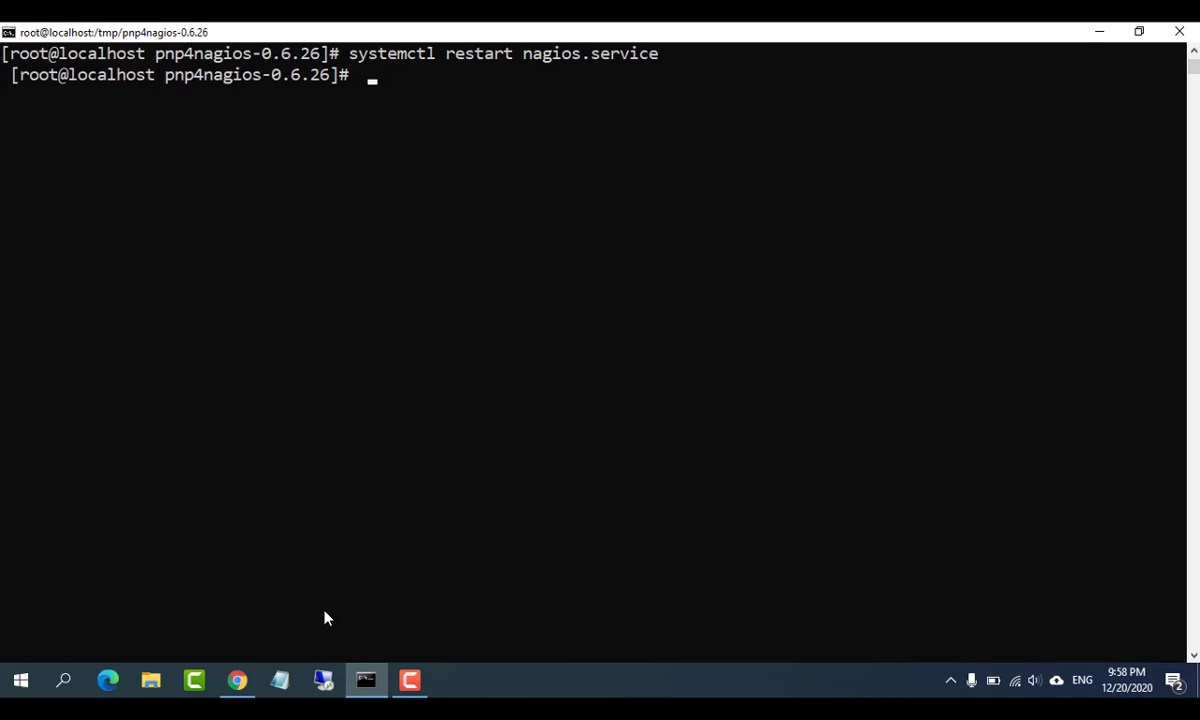 root@localhost:/tmp/pnp4nagios-0.6.26
[root@localhost pnp4nagios-0.6.26]# systemctl restart nagios.service
[root@localhost pnp4nagios-0.6.26]#
ENG
9:58 PM
12/20/2020
2